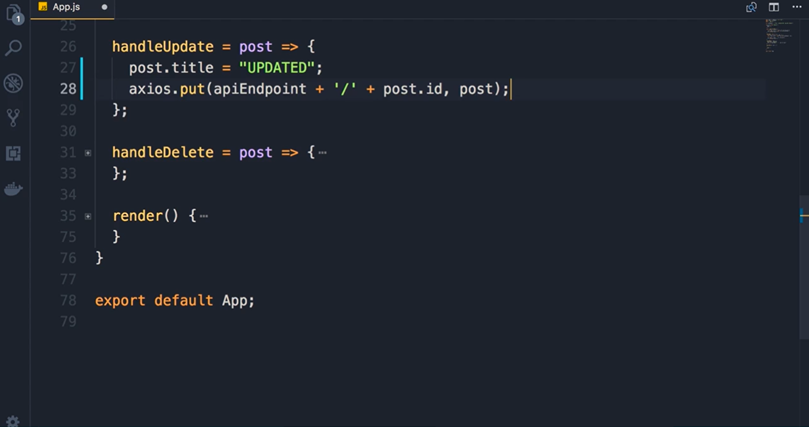 1
App.js
25
26 handleUpdate = post => {
27 post.title = "UPDATED";
28 axios.put(apiEndpoint + '/' + post.id, post);
29 };
30
31 handleDelete = post => {⋯
33 };
34
35 render() {⋯
75 }
76 }
77
78 export default App;
79